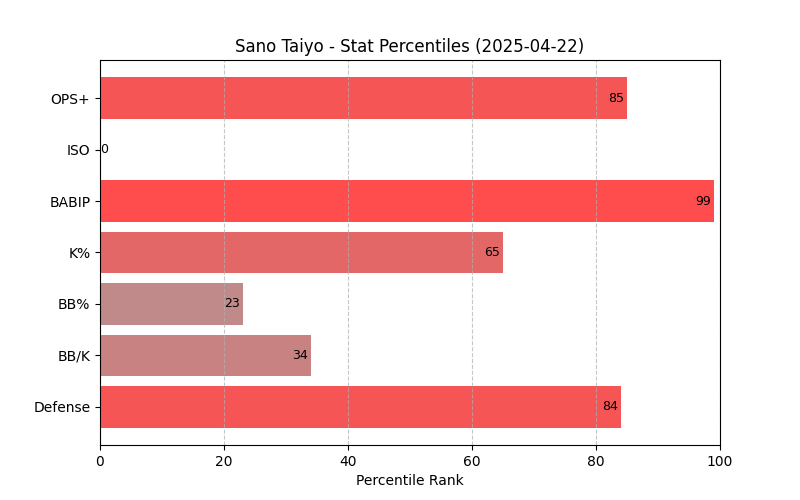 Sano Taiyo - Stat Percentiles (2025-04-22)
OPS+ 85
ISO 0
BABIP 99
K% 65
BB% 23
BB/K 34
Defense 84
0 20 40 60 80 100
Percentile Rank